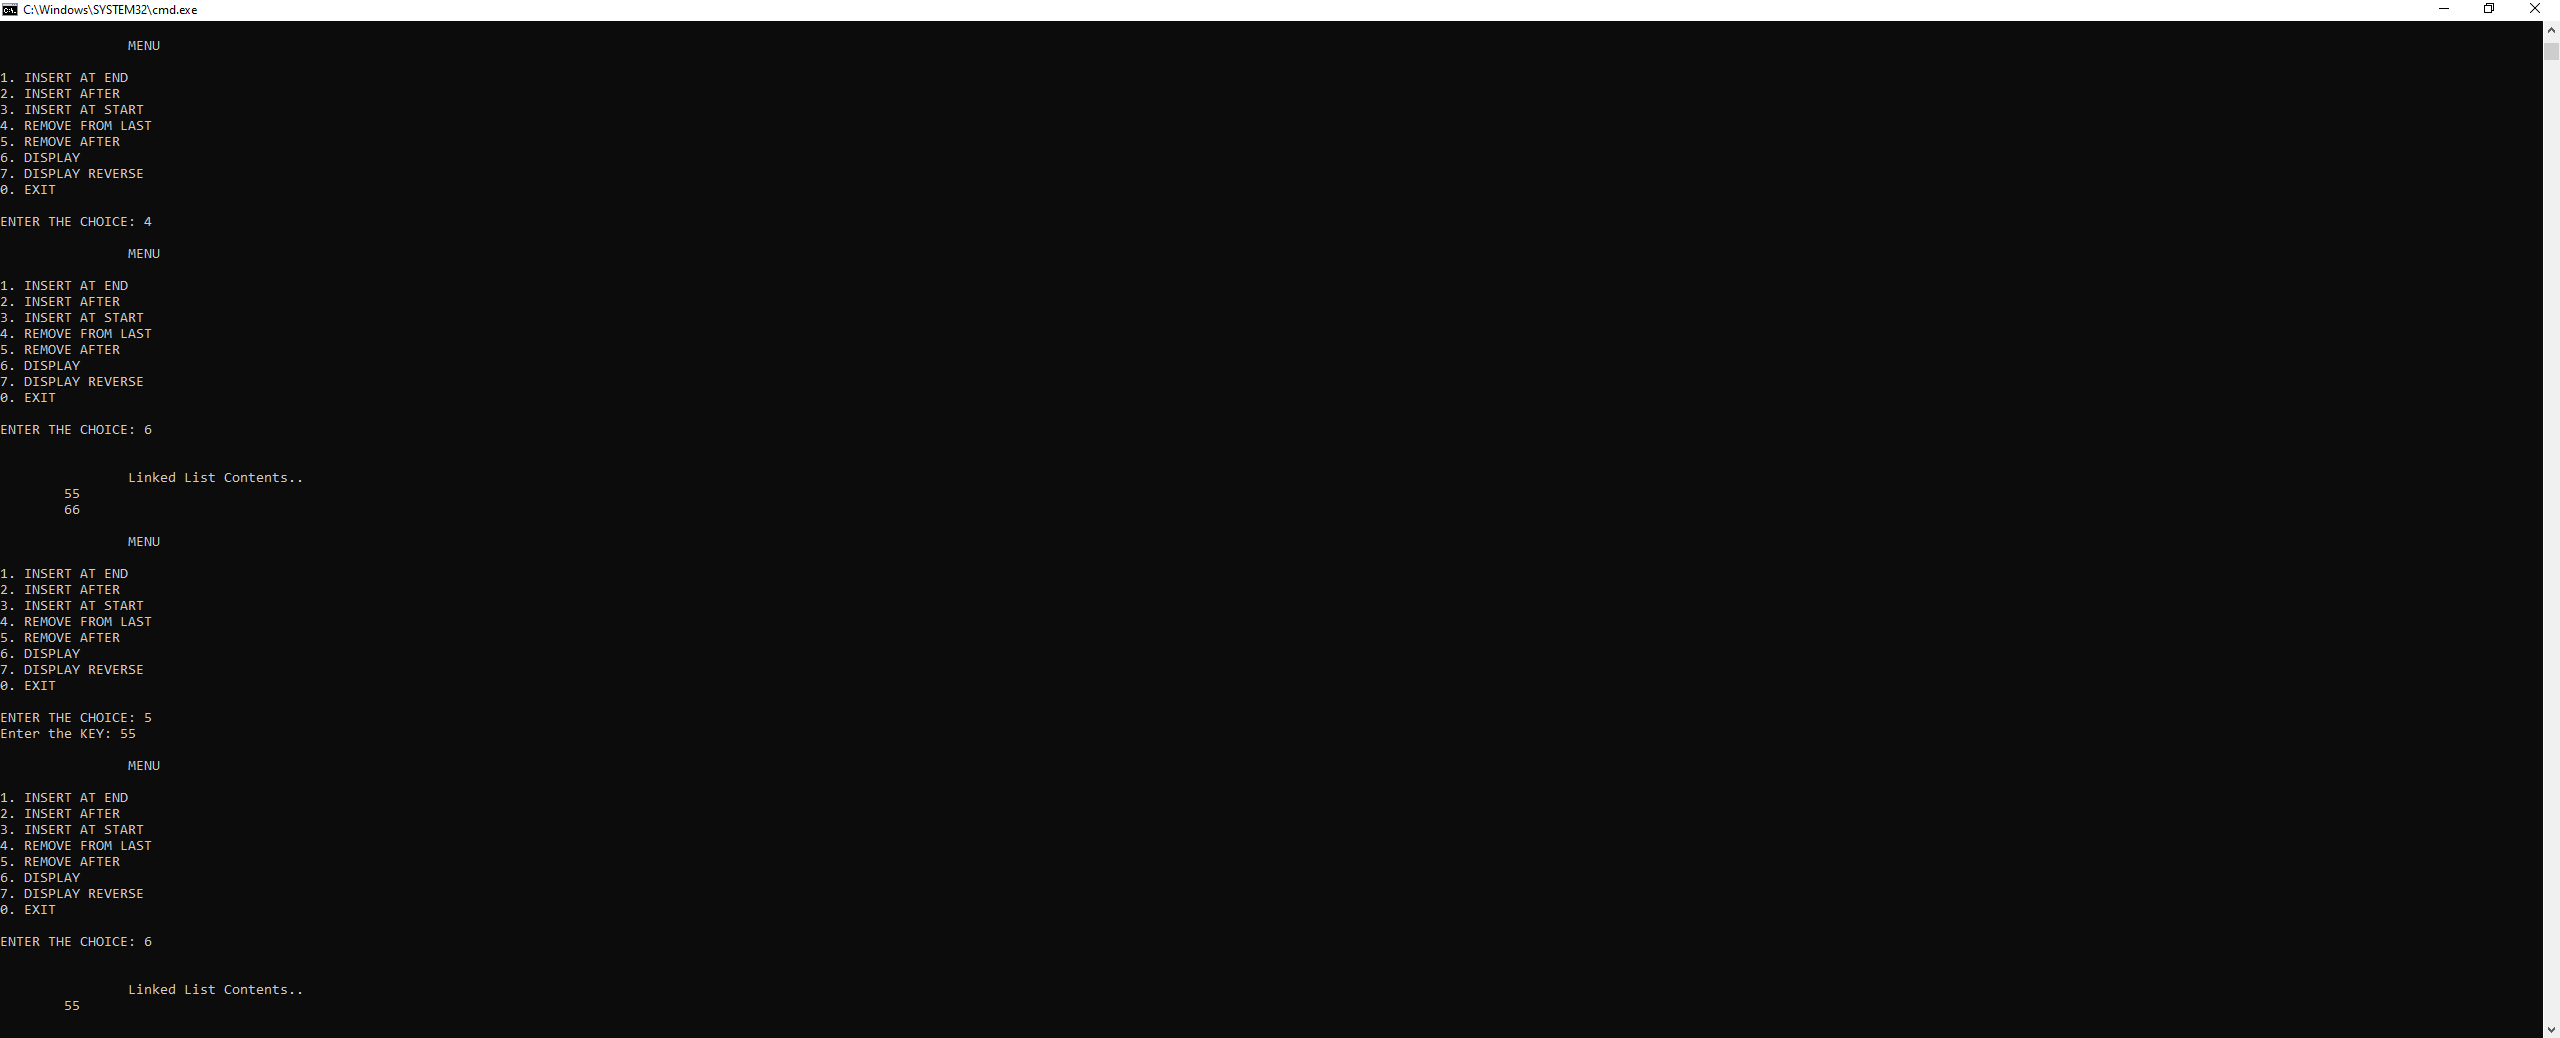 C:\Windows\SYSTEM32\cmd.exe
MENU
1. INSERT AT END
2. INSERT AFTER
3. INSERT AT START
4. REMOVE FROM LAST
5. REMOVE AFTER
6. DISPLAY
7. DISPLAY REVERSE
0. EXIT
ENTER THE CHOICE: 4
MENU
1. INSERT AT END
2. INSERT AFTER
3. INSERT AT START
4. REMOVE FROM LAST
5. REMOVE AFTER
6. DISPLAY
7. DISPLAY REVERSE
0. EXIT
ENTER THE CHOICE: 6
Linked List Contents..
55
66
MENU
1. INSERT AT END
2. INSERT AFTER
3. INSERT AT START
4. REMOVE FROM LAST
5. REMOVE AFTER
6. DISPLAY
7. DISPLAY REVERSE
0. EXIT
ENTER THE CHOICE: 5
Enter the KEY: 55
MENU
1. INSERT AT END
2. INSERT AFTER
3. INSERT AT START
4. REMOVE FROM LAST
5. REMOVE AFTER
6. DISPLAY
7. DISPLAY REVERSE
0. EXIT
ENTER THE CHOICE: 6
Linked List Contents..
55